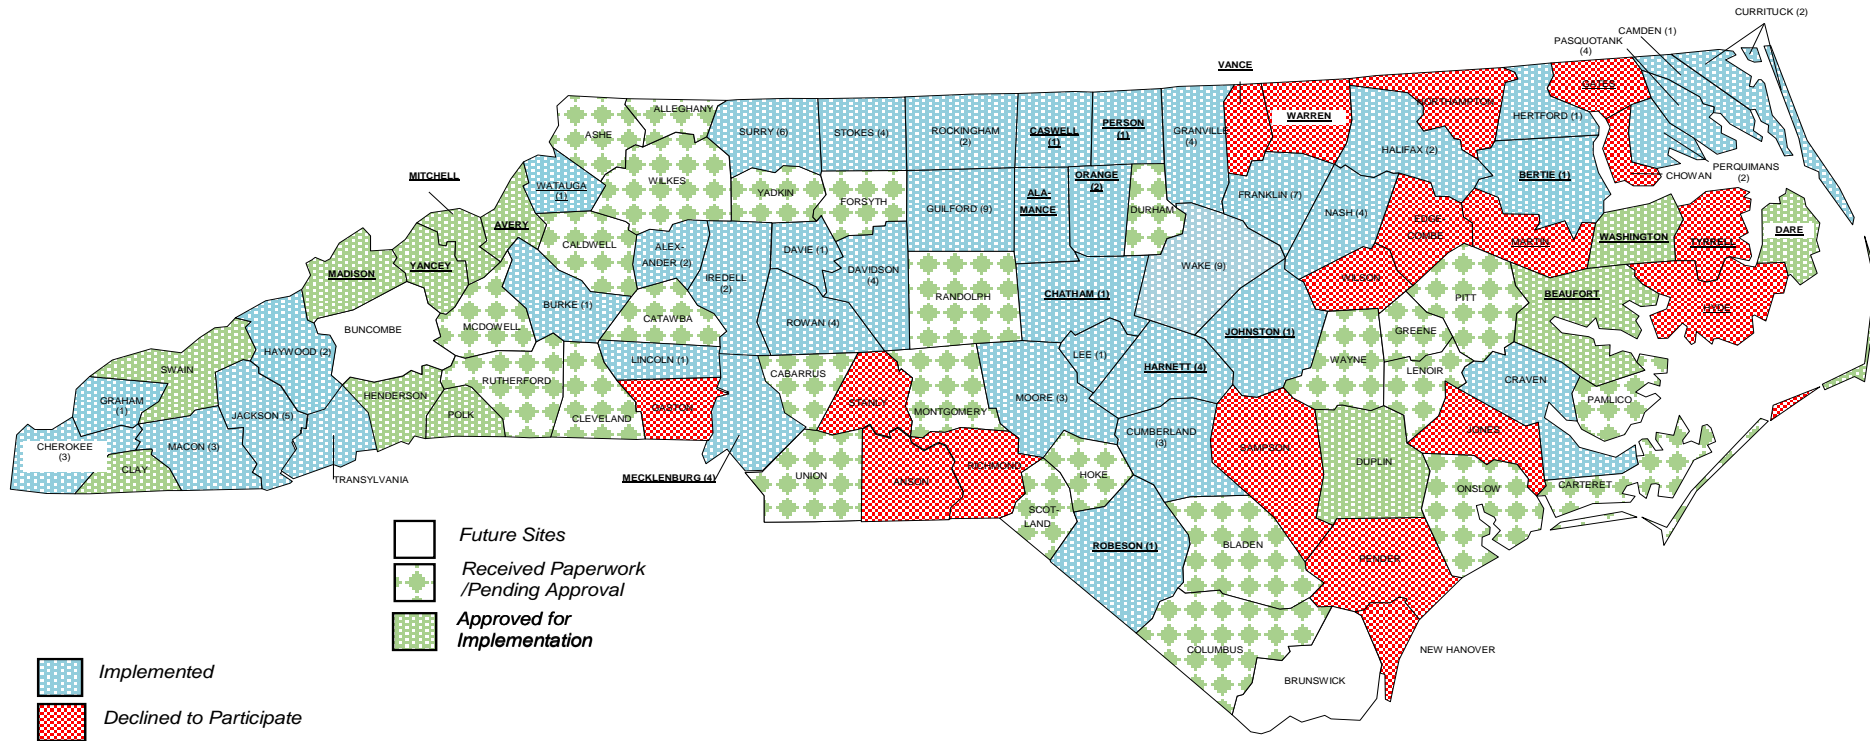 CURRITUCK (2)
CAMDEN (1)
PASQUOTANK
(4)
VANCE
ALLEGHANY
ASHE
SURRY (6)
STOKES (4)
ROCKINGHAM
(2)
CASWELL
(1)
PERSON
(1)
GRANVILLE
(4)
WARREN
NORTHAMPTON
HERTFORD (1)
GATES
HALIFAX (2)
PERQUIMANS
(2)
CHOWAN
MITCHELL
WATAUGA
(1)
WILKES
YADKIN
FORSYTH
GUILFORD (9)
ALA-
MANCE
ORANGE
(2)
DURHAM
FRANKLIN (7)
NASH (4)
EDGE
COMBE
BERTIE (1)
MARTIN
WASHINGTON
TYRRELL
DARE
AVERY
CALDWELL
ALEX-
ANDER (2)
IREDELL
(2)
DAVIE (1)
DAVIDSON
(4)
WAKE (9)
MADISON
YANCEY
BURKE (1)
RANDOLPH
CHATHAM (1)
WILSON
PITT
BEAUFORT
HYDE
BUNCOMBE
MCDOWELL
CATAWBA
ROWAN (4)
JOHNSTON (1)
GREENE
WAYNE
LENOIR
HAYWOOD (2)
SWAIN
LINCOLN (1)
CABARRUS
LEE (1)
HARNETT (4)
CRAVEN
PAMLICO
GRAHAM
(1)
JACKSON (5)
HENDERSON
POLK
RUTHERFORD
CLEVELAND
GASTON
STANLY
MONTGOMERY
MOORE (3)
CUMBERLAND
(3)
SAMPSON
JONES
CHEROKEE
(3)
MACON (3)
CLAY
TRANSYLVANIA
MECKLENBURG (4)
UNION
ANSON
RICHMOND
HOKE
SCOT-
LAND
DUPLIN
ONSLOW
CARTERET
ROBESON (1)
BLADEN
PENDER
COLUMBUS
BRUNSWICK
NEW HANOVER
Future Sites
Received Paperwork
/Pending Approval
Approved for
Implementation
Implemented
Declined to Participate